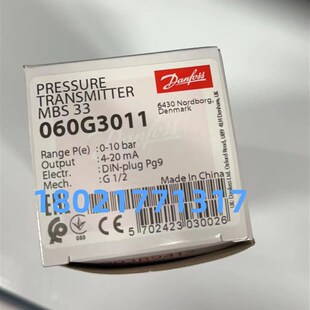 PRESSURE
TRANSMITTER
MBS 33
060G3011
Danfoss
6430 Nordborg,
Denmark
Range P(e) : 0-10 bar
Output : 4-20 mA
Electr. : DIN-plug Pg9
Mech. : G 1/2
Made in China
18021771317
5 702423 030026